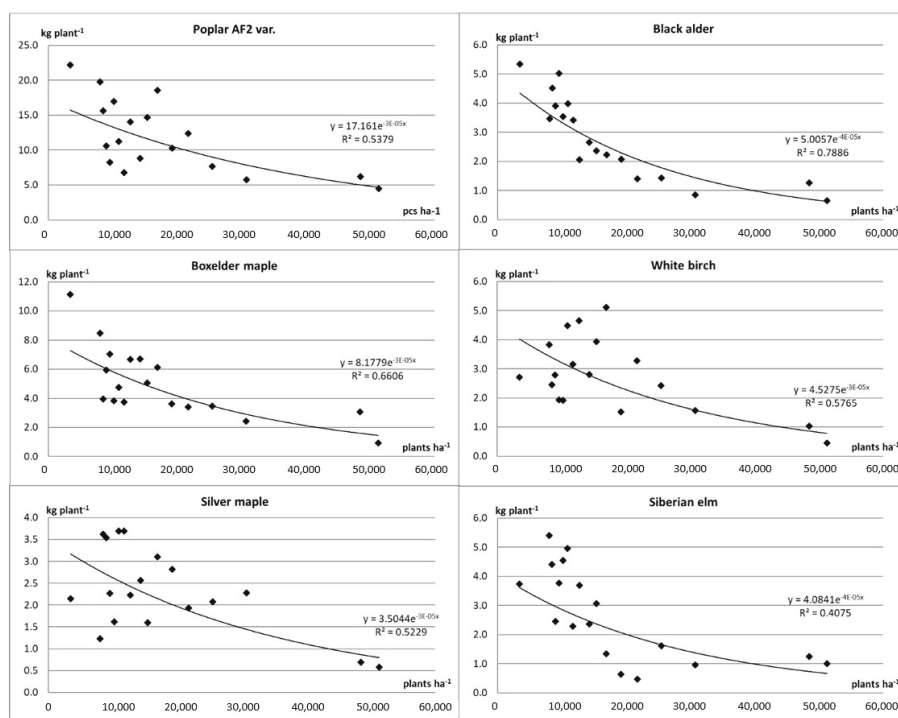 Poplar AF2 var.
kg plant-1
25.0
20.0
15.0
10.0
5.0
0.0
y = 17.161e-3E-05x
R² = 0.5379
pcs ha-1
0 10,000 20,000 30,000 40,000 50,000 60,000
Black alder
kg plant-1
6.0
5.0
4.0
3.0
2.0
1.0
0.0
y = 5.0057e-4E-05x
R² = 0.7886
plants ha-1
0 10,000 20,000 30,000 40,000 50,000 60,000
Boxelder maple
kg plant-1
12.0
10.0
8.0
6.0
4.0
2.0
0.0
y = 8.1779e-3E-05x
R² = 0.6606
plants ha-1
0 10,000 20,000 30,000 40,000 50,000 60,000
White birch
kg plant-1
6.0
5.0
4.0
3.0
2.0
1.0
0.0
y = 4.5275e-3E-05x
R² = 0.5765
plants ha-1
0 10,000 20,000 30,000 40,000 50,000 60,000
Silver maple
kg plant-1
4.0
3.5
3.0
2.5
2.0
1.5
1.0
0.5
0.0
y = 3.5044e-3E-05x
R² = 0.5229
plants ha-1
0 10,000 20,000 30,000 40,000 50,000 60,000
Siberian elm
kg plant-1
6.0
5.0
4.0
3.0
2.0
1.0
0.0
y = 4.0841e-4E-05x
R² = 0.4075
plants ha-1
0 10,000 20,000 30,000 40,000 50,000 60,000